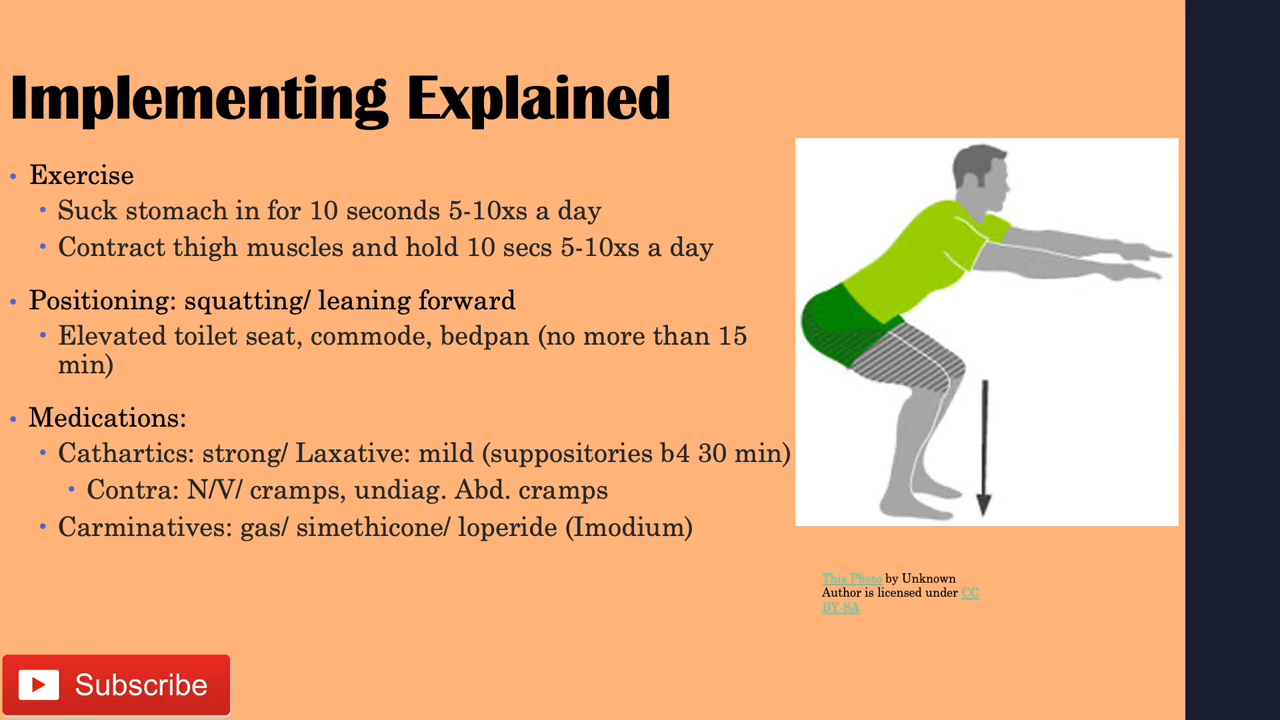 Implementing Explained
• Exercise
• Suck stomach in for 10 seconds 5-10xs a day
• Contract thigh muscles and hold 10 secs 5-10xs a day
• Positioning: squatting/ leaning forward
• Elevated toilet seat, commode, bedpan (no more than 15
min)
• Medications:
• Cathartics: strong/ Laxative: mild (suppositories b4 30 min)
• Contra: N/V/ cramps, undiag. Abd. cramps
• Carminatives: gas/ simethicone/ loperide (Imodium)
This Photo by Unknown
Author is licensed under CC
BY-SA
Subscribe